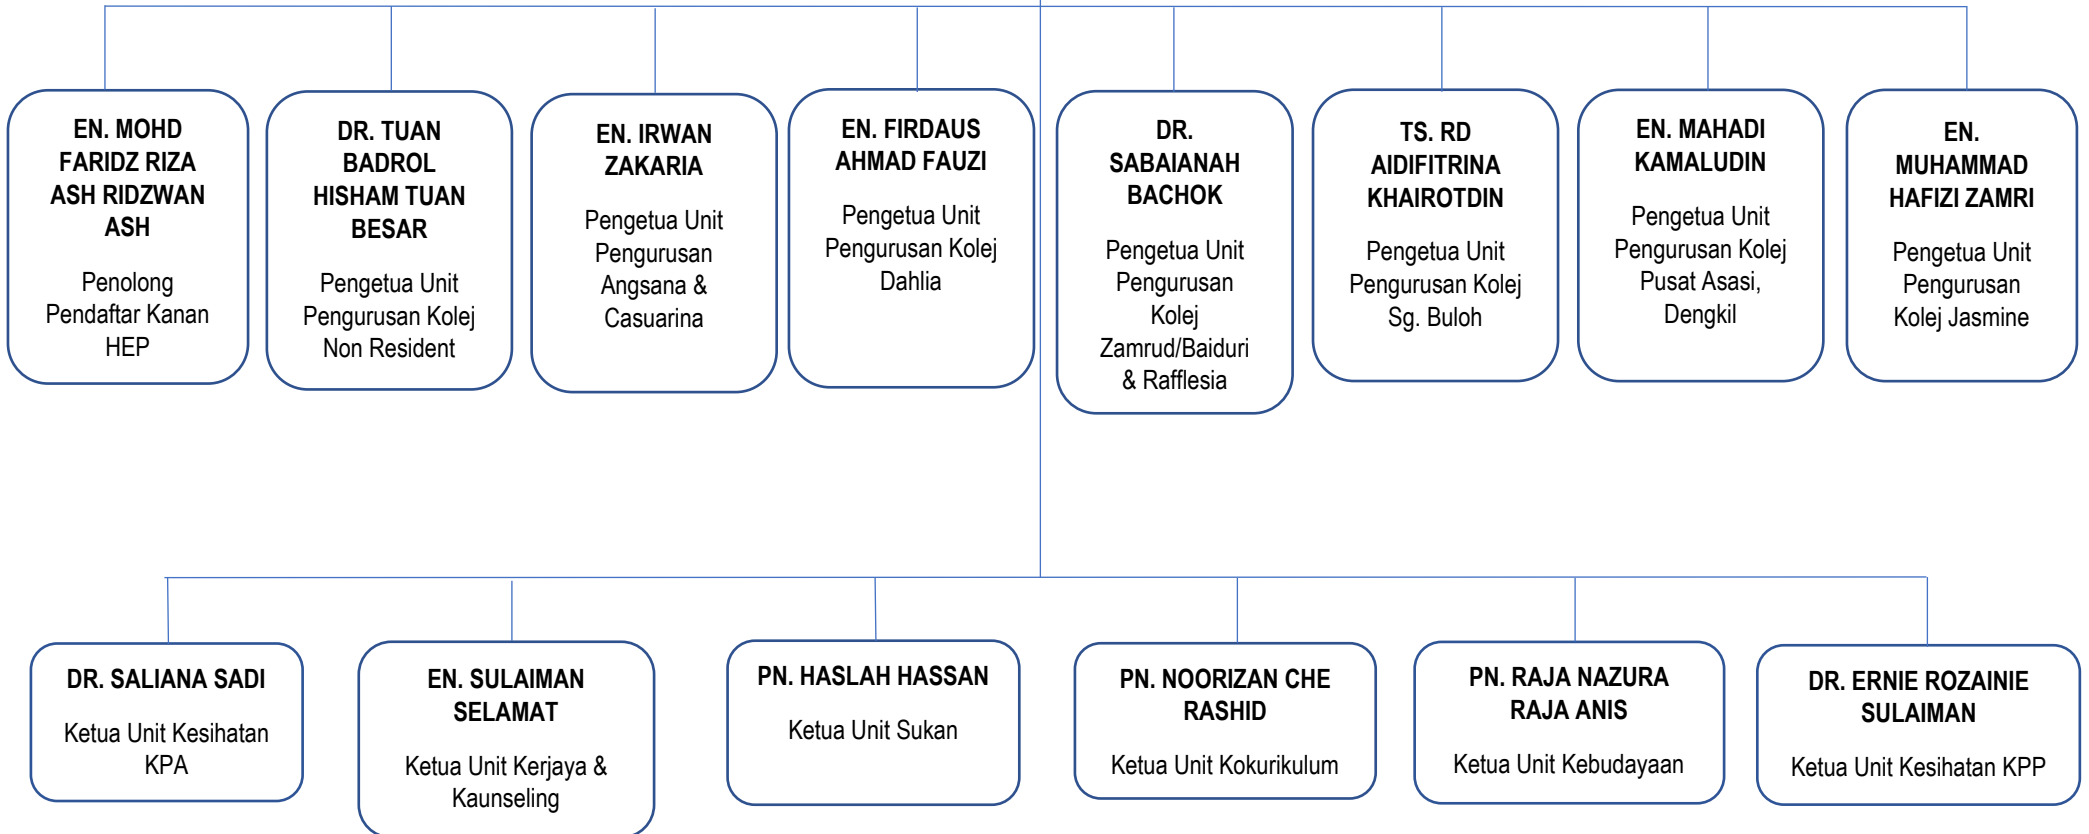 EN. MOHD
FARIDZ RIZA
ASH RIDZWAN
ASH
Penolong
Pendaftar Kanan
HEP
DR. TUAN
BADROL
HISHAM TUAN
BESAR
Pengetua Unit
Pengurusan Kolej
Non Resident
EN. IRWAN
ZAKARIA
Pengetua Unit
Pengurusan
Angsana &
Casuarina
EN. FIRDAUS
AHMAD FAUZI
Pengetua Unit
Pengurusan Kolej
Dahlia
DR.
SABAIANAH
BACHOK
Pengetua Unit
Pengurusan
Kolej
Zamrud/Baiduri
& Rafflesia
TS. RD
AIDIFITRINA
KHAIROTDIN
Pengetua Unit
Pengurusan Kolej
Sg. Buloh
EN. MAHADI
KAMALUDIN
Pengetua Unit
Pengurusan Kolej
Pusat Asasi,
Dengkil
EN.
MUHAMMAD
HAFIZI ZAMRI
Pengetua Unit
Pengurusan
Kolej Jasmine
DR. SALIANA SADI
Ketua Unit Kesihatan
KPA
EN. SULAIMAN
SELAMAT
Ketua Unit Kerjaya &
Kaunseling
PN. HASLAH HASSAN
Ketua Unit Sukan
PN. NOORIZAN CHE
RASHID
Ketua Unit Kokurikulum
PN. RAJA NAZURA
RAJA ANIS
Ketua Unit Kebudayaan
DR. ERNIE ROZAINIE
SULAIMAN
Ketua Unit Kesihatan KPP